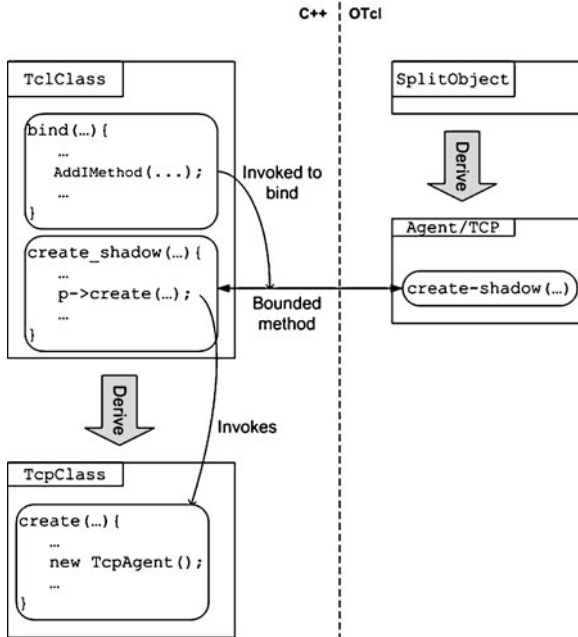 C++
OTcl
TclClass
bind(…){
…
AddIMethod(...);
…
}
create_shadow(…){
…
p->create(…);
…
}
Invoked to
bind
Bounded
method
SplitObject
Derive
Agent/TCP
create-shadow(…)
Derive
Invokes
TcpClass
create(…){
…
new TcpAgent();
…
}